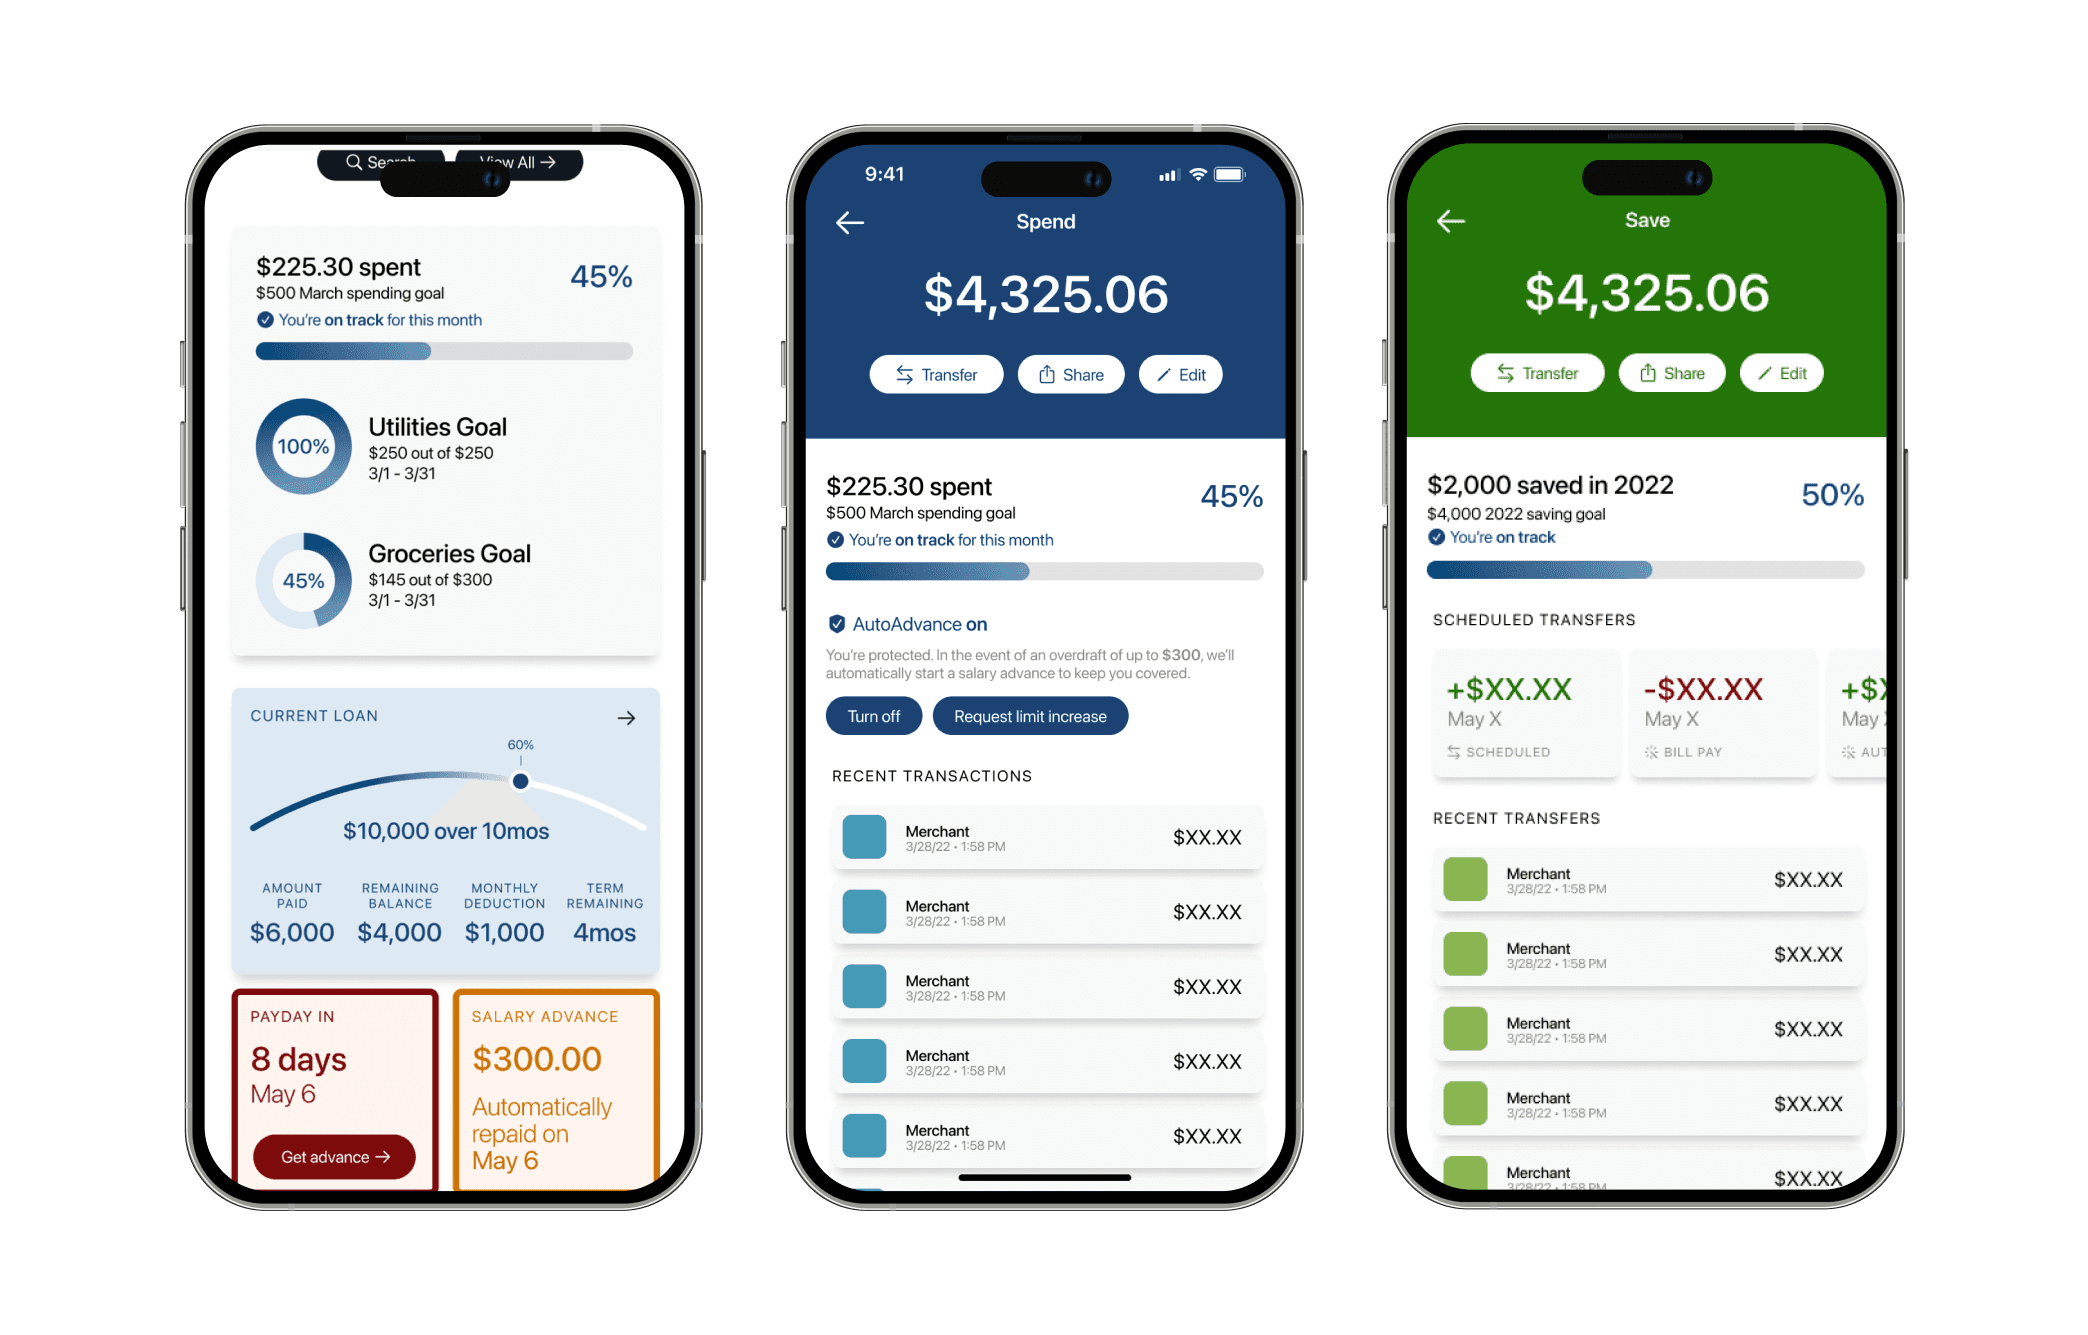 Search
View All
$225.30 spent
45%
$500 March spending goal
You're on track for this month
100%
Utilities Goal
$250 out of $250
3/1 - 3/31
45%
Groceries Goal
$145 out of $300
3/1 - 3/31
CURRENT LOAN
60%
$10,000 over 10mos
AMOUNT PAID
REMAINING BALANCE
MONTHLY DEDUCTION
TERM REMAINING
$6,000
$4,000
$1,000
4mos
PAYDAY IN
8 days
May 6
Get advance
SALARY ADVANCE
$300.00
Automatically
repaid on
May 6
9:41
Spend
$4,325.06
Transfer
Share
Edit
$225.30 spent
45%
$500 March spending goal
You're on track for this month
AutoAdvance on
You're protected. In the event of an overdraft of up to $300, we'll
automatically start a salary advance to keep you covered.
Turn off
Request limit increase
RECENT TRANSACTIONS
Merchant
3/28/22 • 1:58 PM
$XX.XX
Merchant
3/28/22 • 1:58 PM
$XX.XX
Merchant
3/28/22 • 1:58 PM
$XX.XX
Merchant
3/28/22 • 1:58 PM
$XX.XX
Merchant
3/28/22 • 1:58 PM
$XX.XX
Save
$4,325.06
Transfer
Share
Edit
$2,000 saved in 2022
50%
$4,000 2022 saving goal
You're on track
SCHEDULED TRANSFERS
+$XX.XX
May X
SCHEDULED
-$XX.XX
May X
BILL PAY
+$X
May
AUT
RECENT TRANSFERS
Merchant
3/28/22 • 1:58 PM
$XX.XX
Merchant
3/28/22 • 1:58 PM
$XX.XX
Merchant
3/28/22 • 1:58 PM
$XX.XX
Merchant
3/28/22 • 1:58 PM
$XX.XX
Merchant
3/28/22 • 1:58 PM
$XX.XX